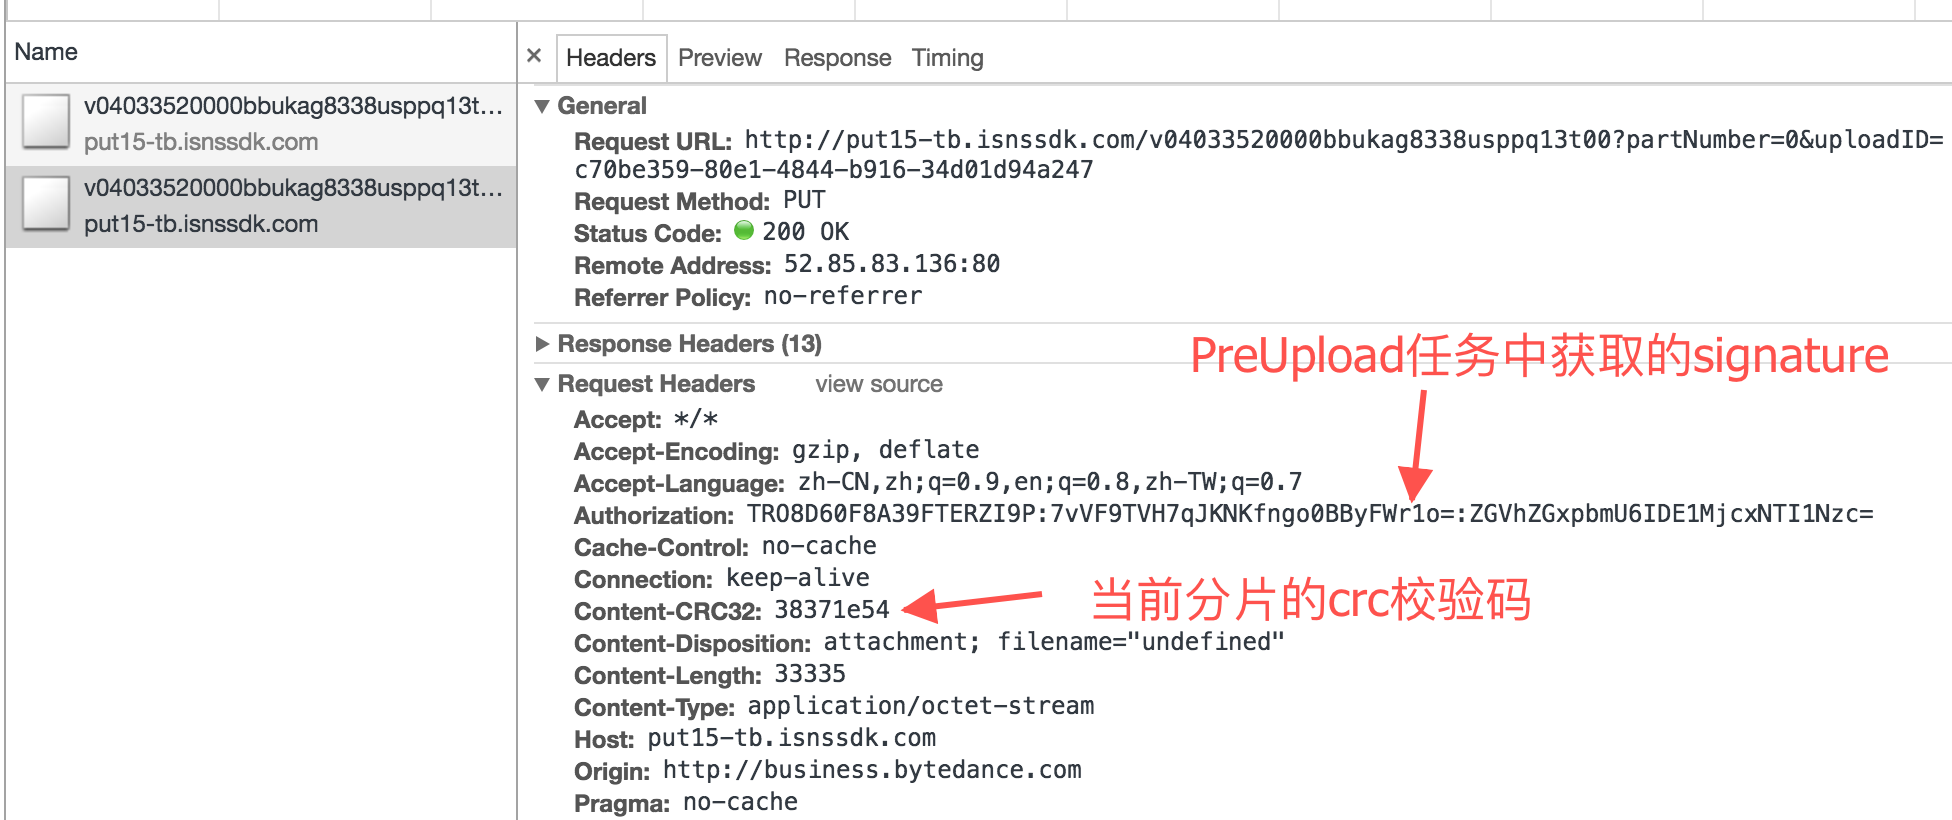 Name
× Headers Preview Response Timing
v04033520000bbukag8338usppq13t...
put15-tb.isnssdk.com
v04033520000bbukag8338usppq13t...
put15-tb.isnssdk.com
▼ General
Request URL: http://put15-tb.isnssdk.com/v04033520000bbukag8338usppq13t00?partNumber=0&uploadID=
c70be359-80e1-4844-b916-34d01d94a247
Request Method: PUT
Status Code: 200 OK
Remote Address: 52.85.83.136:80
Referrer Policy: no-referrer
▶ Response Headers (13)
PreUpload任务中获取的signature
▼ Request Headers view source
Accept: */*
Accept-Encoding: gzip, deflate
Accept-Language: zh-CN,zh;q=0.9,en;q=0.8,zh-TW;q=0.7
Authorization: TRO8D60F8A39FTERZI9P:7vVF9TVH7qJKNKfngo0BByFWr1o=:ZGVhZGxpbmU6IDE1MjcxNTI1Nzc=
Cache-Control: no-cache
Connection: keep-alive
Content-CRC32: 38371e54
当前分片的crc校验码
Content-Disposition: attachment; filename="undefined"
Content-Length: 33335
Content-Type: application/octet-stream
Host: put15-tb.isnssdk.com
Origin: http://business.bytedance.com
Pragma: no-cache